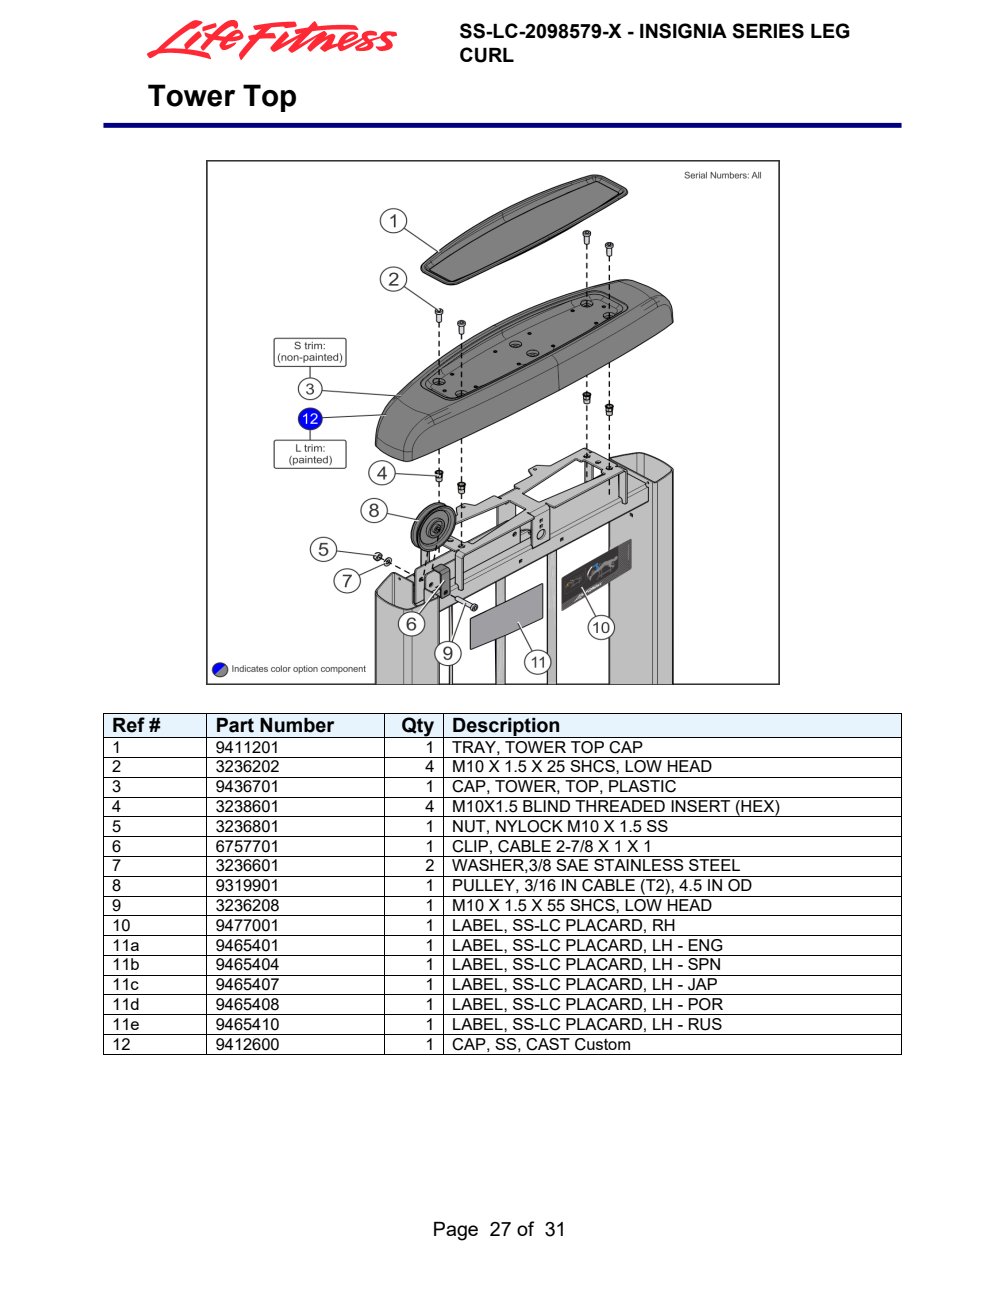 Life Fitness
SS-LC-2098579-X - INSIGNIA SERIES LEG
CURL
Tower Top
Serial Numbers: All
1
2
S trim:
(non-painted)
3
12
L trim:
(painted)
4
8
5
7
6
9
10
11
Indicates color option component
Ref # Part Number Qty Description
1 9411201 1 TRAY, TOWER TOP CAP
2 3236202 4 M10 X 1.5 X 25 SHCS, LOW HEAD
3 9436701 1 CAP, TOWER, TOP, PLASTIC
4 3238601 4 M10X1.5 BLIND THREADED INSERT (HEX)
5 3236801 1 NUT, NYLOCK M10 X 1.5 SS
6 6757701 1 CLIP, CABLE 2-7/8 X 1 X 1
7 3236601 2 WASHER,3/8 SAE STAINLESS STEEL
8 9319901 1 PULLEY, 3/16 IN CABLE (T2), 4.5 IN OD
9 3236208 1 M10 X 1.5 X 55 SHCS, LOW HEAD
10 9477001 1 LABEL, SS-LC PLACARD, RH
11a 9465401 1 LABEL, SS-LC PLACARD, LH - ENG
11b 9465404 1 LABEL, SS-LC PLACARD, LH - SPN
11c 9465407 1 LABEL, SS-LC PLACARD, LH - JAP
11d 9465408 1 LABEL, SS-LC PLACARD, LH - POR
11e 9465410 1 LABEL, SS-LC PLACARD, LH - RUS
12 9412600 1 CAP, SS, CAST Custom
Page 27 of 31